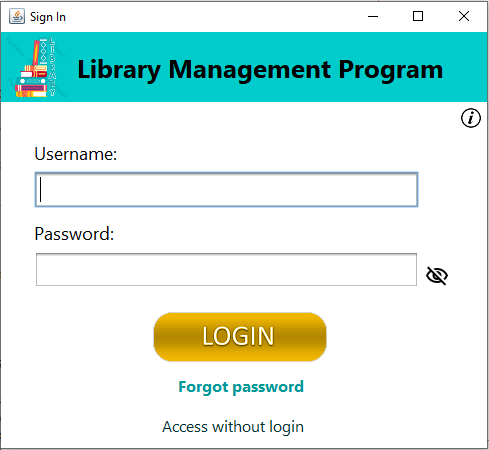 Sign In
Library Management Program
i
Username:
Password:
LOGIN
Forgot password
Access without login